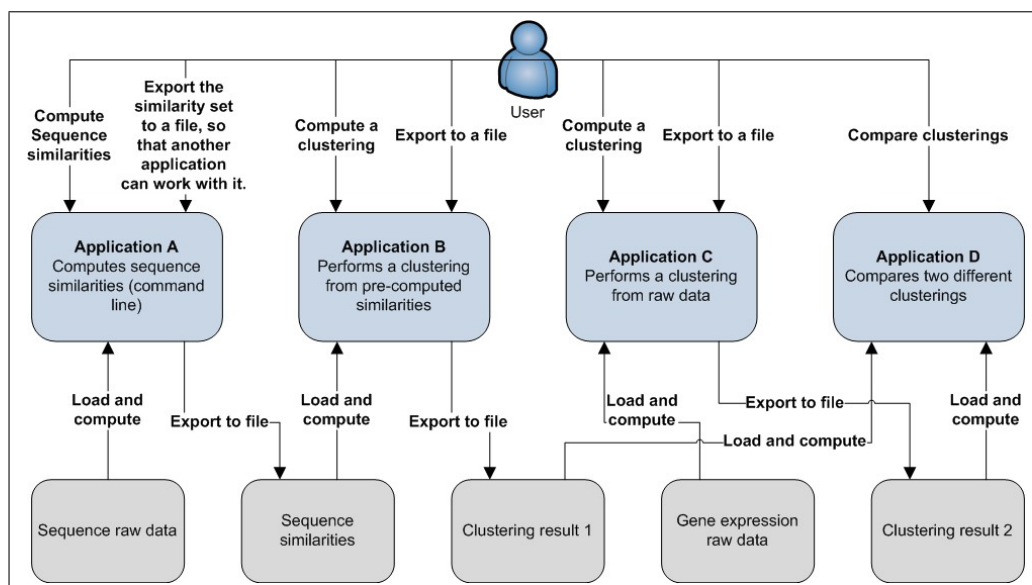 User
Compute
Sequence
similarities
Export the
similarity set
to a file, so
that another
application
can work with it.
Compute a
clustering
Export to a file
Compute a
clustering
Export to a file
Compare clusterings
Application A
Computes sequence
similarities (command
line)
Application B
Performs a clustering
from pre-computed
similarities
Application C
Performs a clustering
from raw data
Application D
Compares two different
clusterings
Load and
compute
Export to file
Load and
compute
Export to file
Load and
compute
Export to file
Load and compute
Load and
compute
Sequence raw data
Sequence
similarities
Clustering result 1
Gene expression
raw data
Clustering result 2